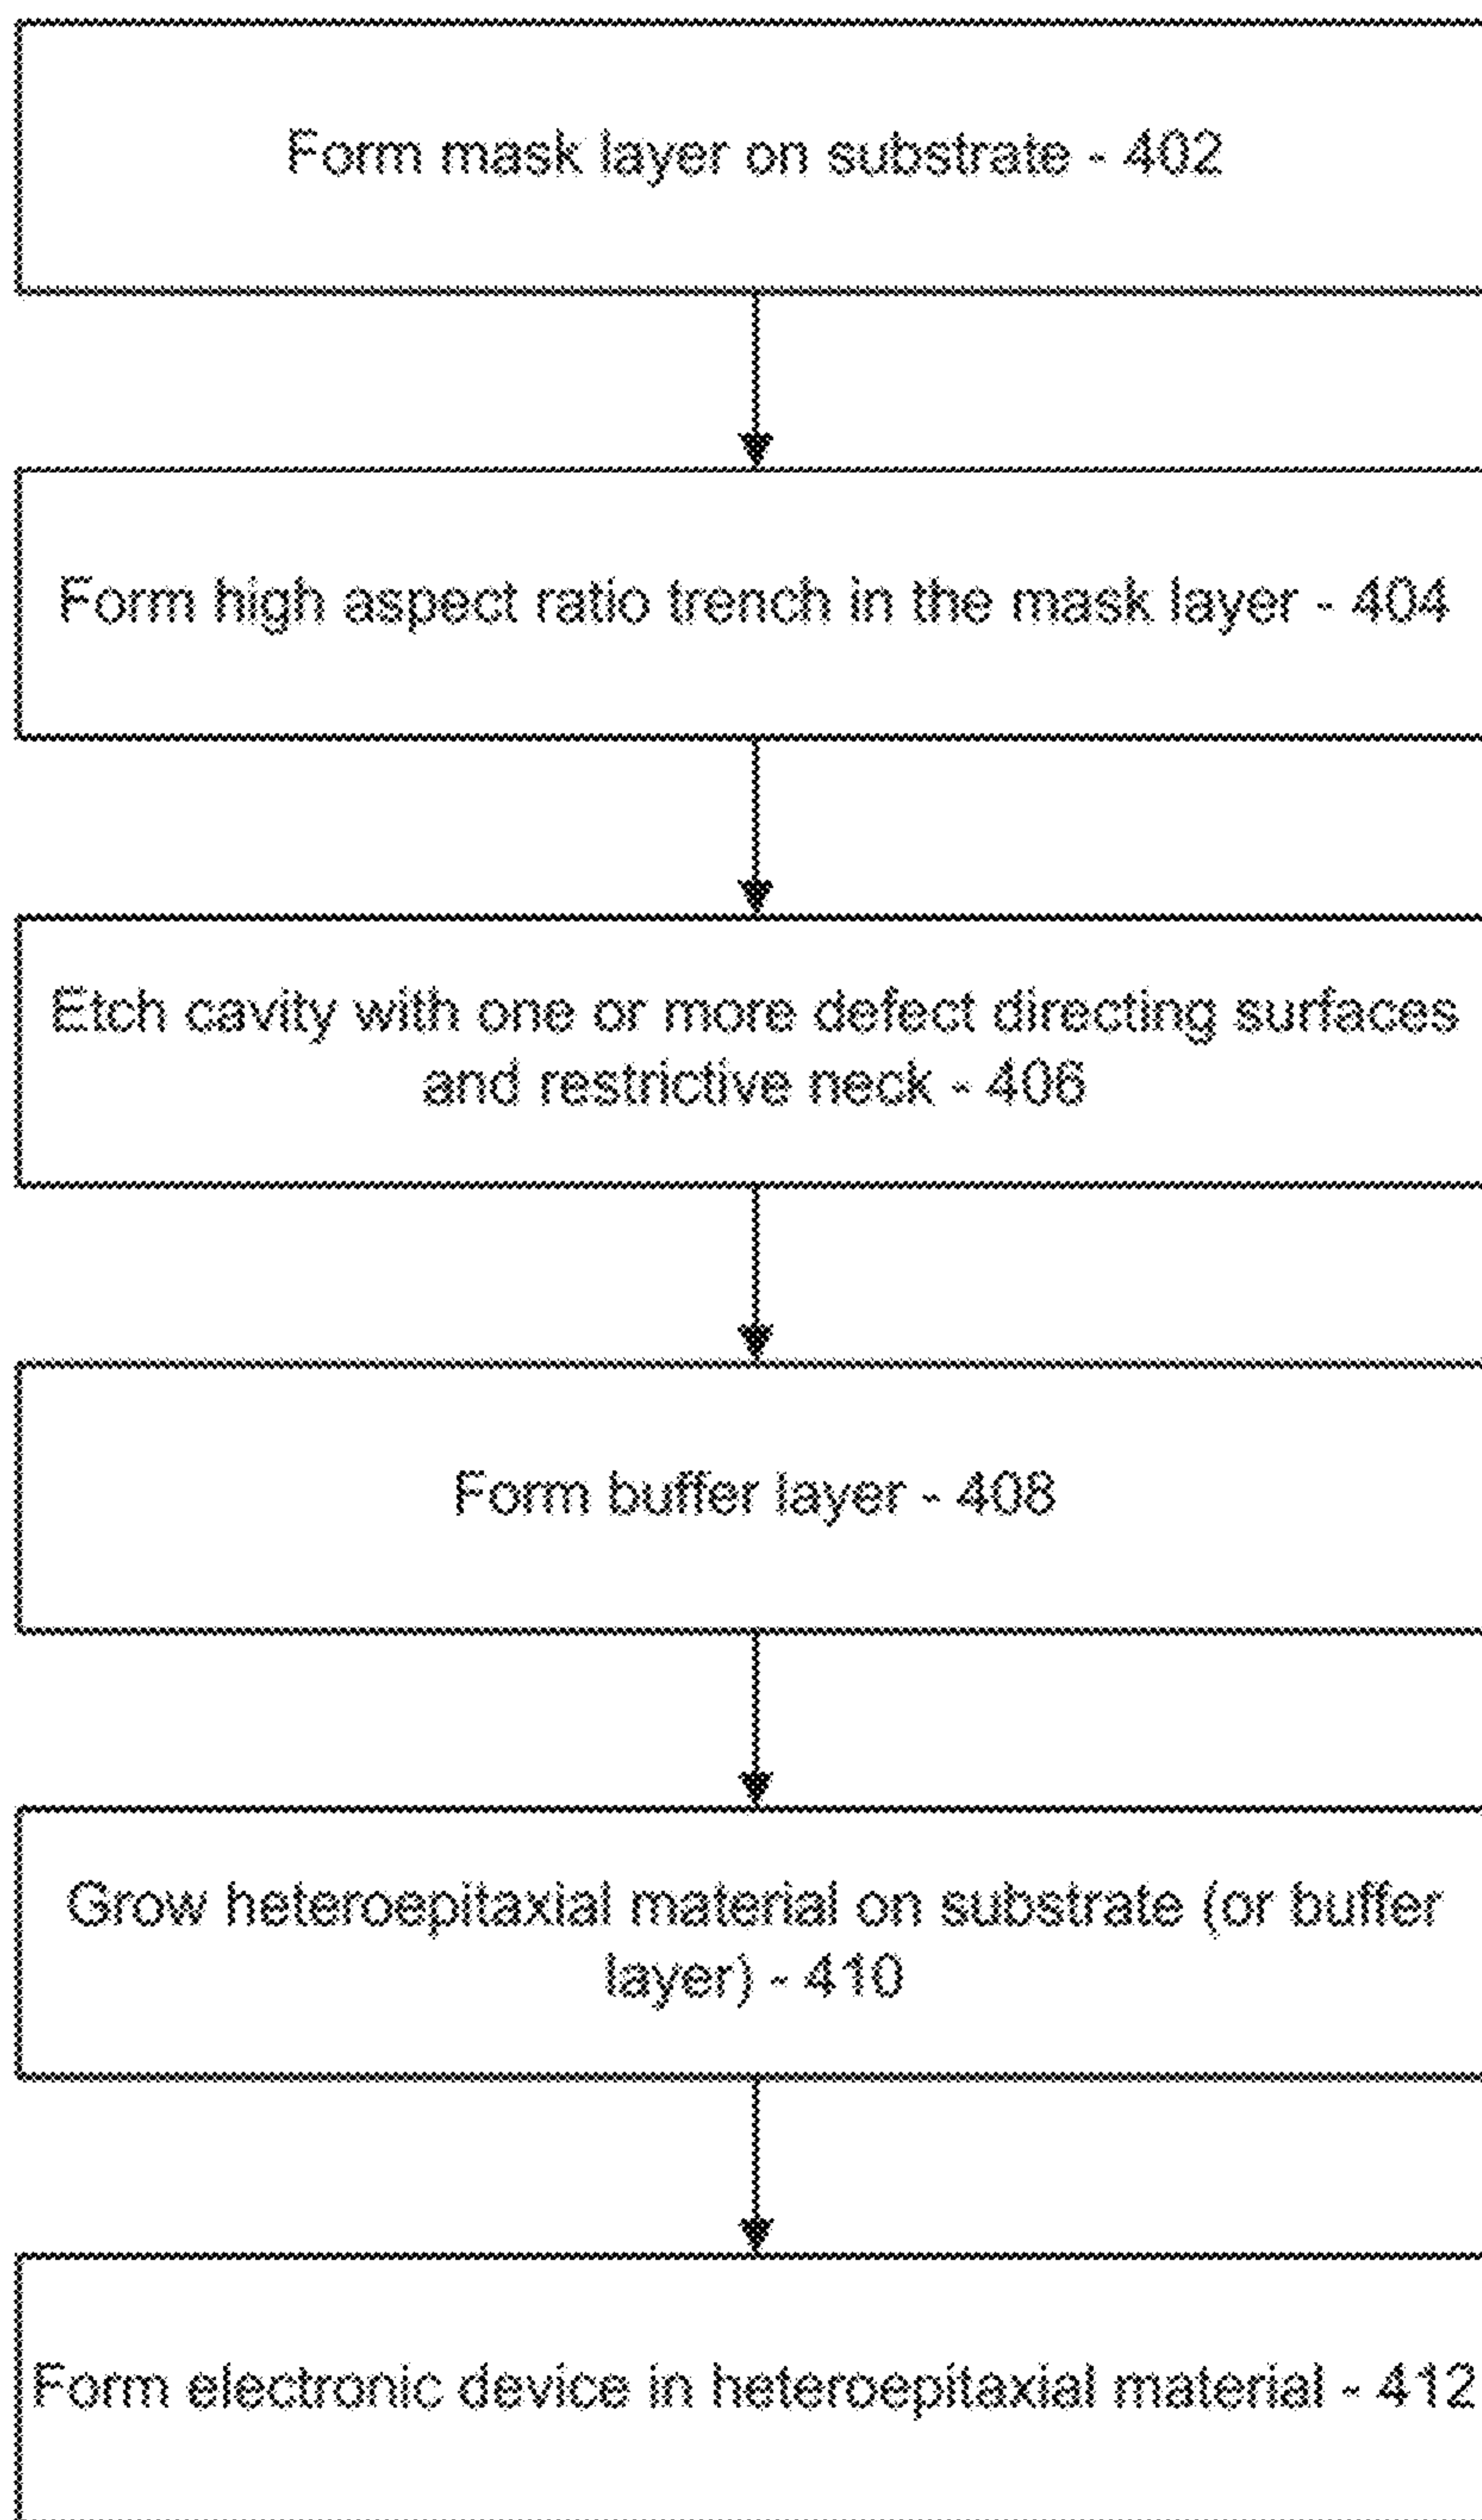 Form mask layer on substrate - 402
Form high aspect ratio trench in the mask layer - 404
Etch cavity with one or more defect directing surfaces
and restrictive neck - 406
Form buffer layer - 408
Grow heteroepitaxial material on substrate (or buffer
layer) - 410
Form electronic device in heteroepitaxial material - 412